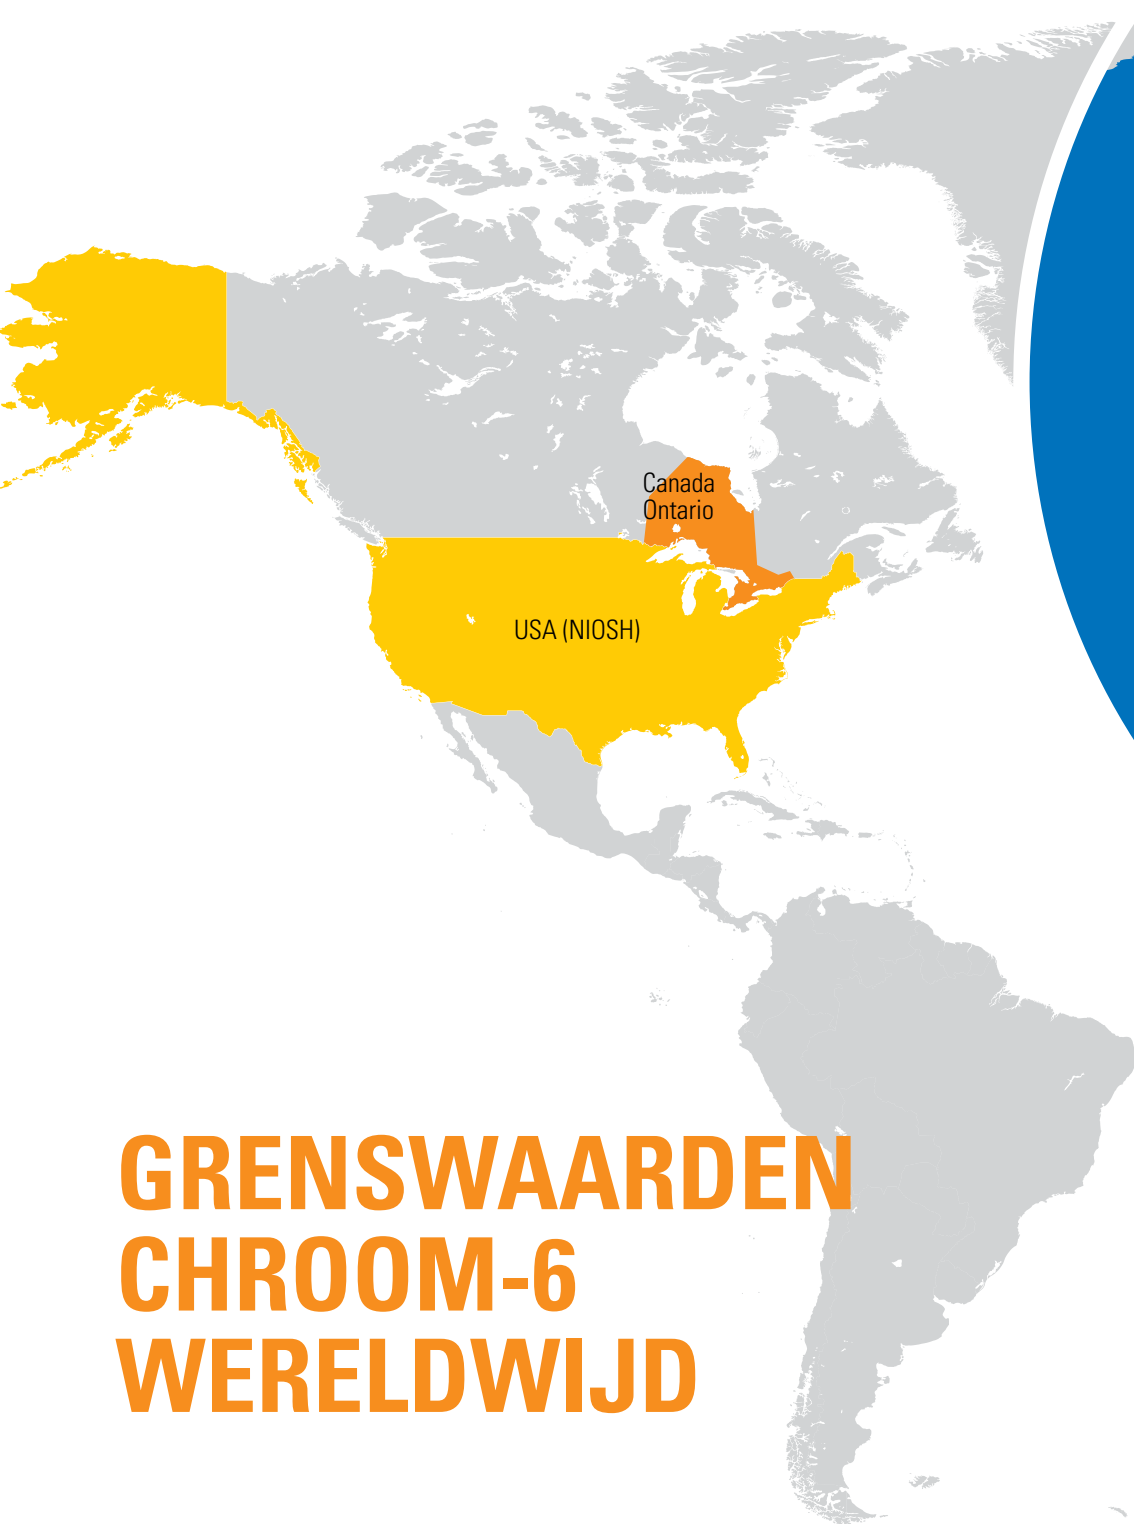 Canada
Ontario
USA (NIOSH)
GRENSWAARDEN
CHROOM-6
WERELDWIJD